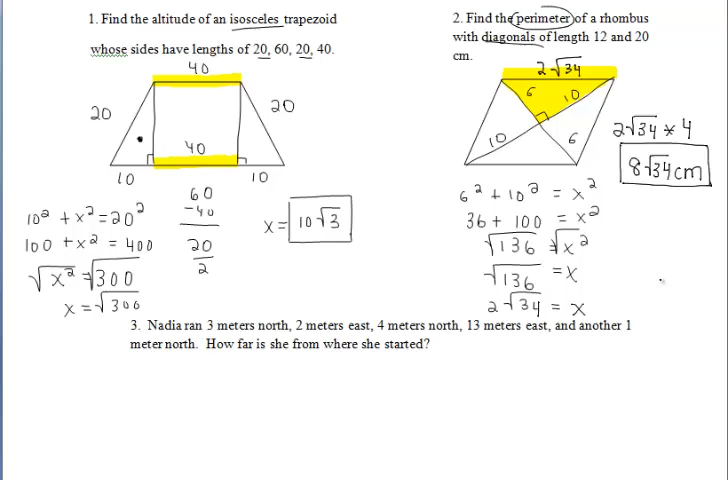 1. Find the altitude of an isosceles trapezoid
whose sides have lengths of 20, 60, 20, 40.
40
20
20
40
10
10
10² + x² = 20²
100 + x² = 400
√x² = √300
x = √300
60
-40
20
2
x = 10√3
2. Find the perimeter of a rhombus
with diagonals of length 12 and 20
cm.
2√34
6
10
10
6
2√34 * 4
8√34 cm
6² + 10² = x²
36 + 100 = x²
√136 = √x²
√136 = x
2√34 = x
3. Nadia ran 3 meters north, 2 meters east, 4 meters north, 13 meters east, and another 1
meter north. How far is she from where she started?